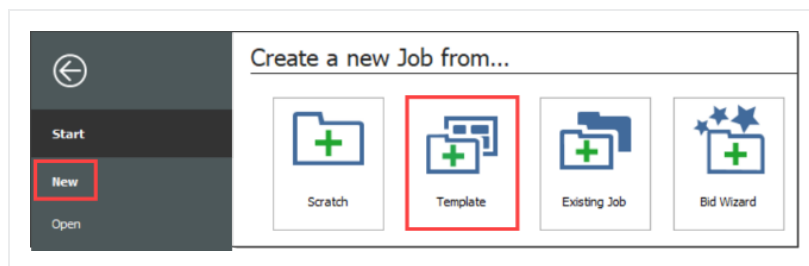 Create a new Job from...
Start
New
Open
Scratch
Template
Existing Job
Bid Wizard